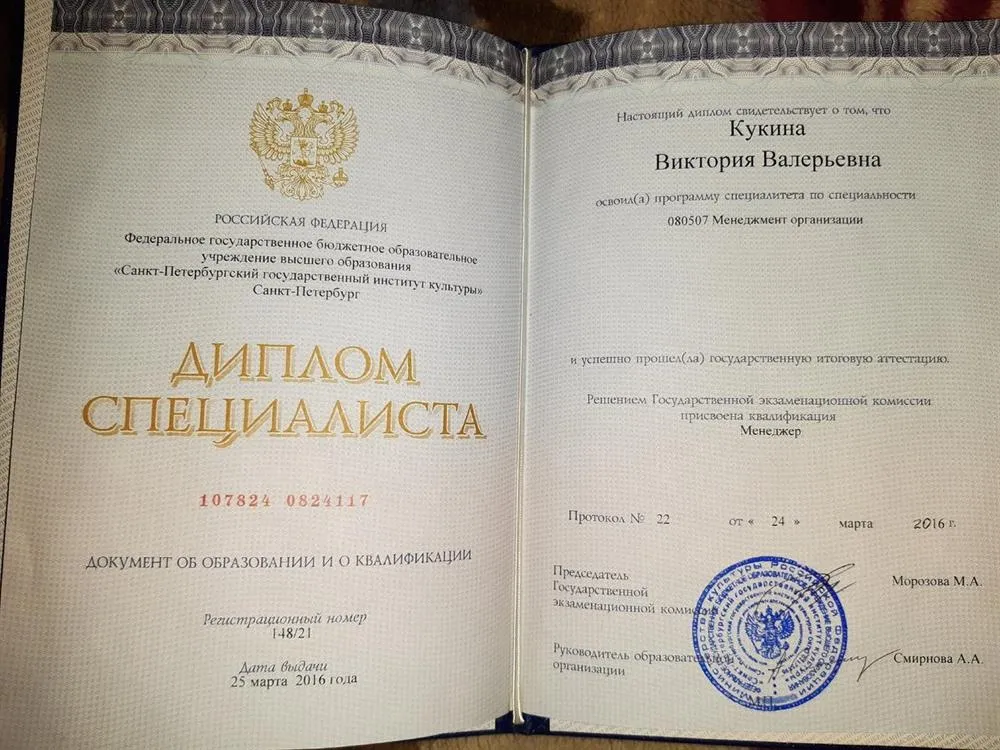 РОССИЙСКАЯ ФЕДЕРАЦИЯ
Федеральное государственное бюджетное образовательное
учреждение высшего образования
«Санкт-Петербургский государственный институт культуры»
Санкт-Петербург
ДИПЛОМ
СПЕЦИАЛИСТА
107824 0824117
ДОКУМЕНТ ОБ ОБРАЗОВАНИИ И О КВАЛИФИКАЦИИ
Регистрационный номер
148/21
Дата выдачи
25 марта 2016 года
Настоящий диплом свидетельствует о том, что
Кукина
Виктория Валерьевна
освоил(а) программу специалитета по специальности
080507 Менеджмент организации
и успешно прошел(ла) государственную итоговую аттестацию.
Решением Государственной экзаменационной комиссии
присвоена квалификация
Менеджер
Протокол № 22 от « 24 » марта 2016 г.
Председатель
Государственной
экзаменационной комиссии
Морозова М.А.
Руководитель образовательной
организации
Смирнова А.А.